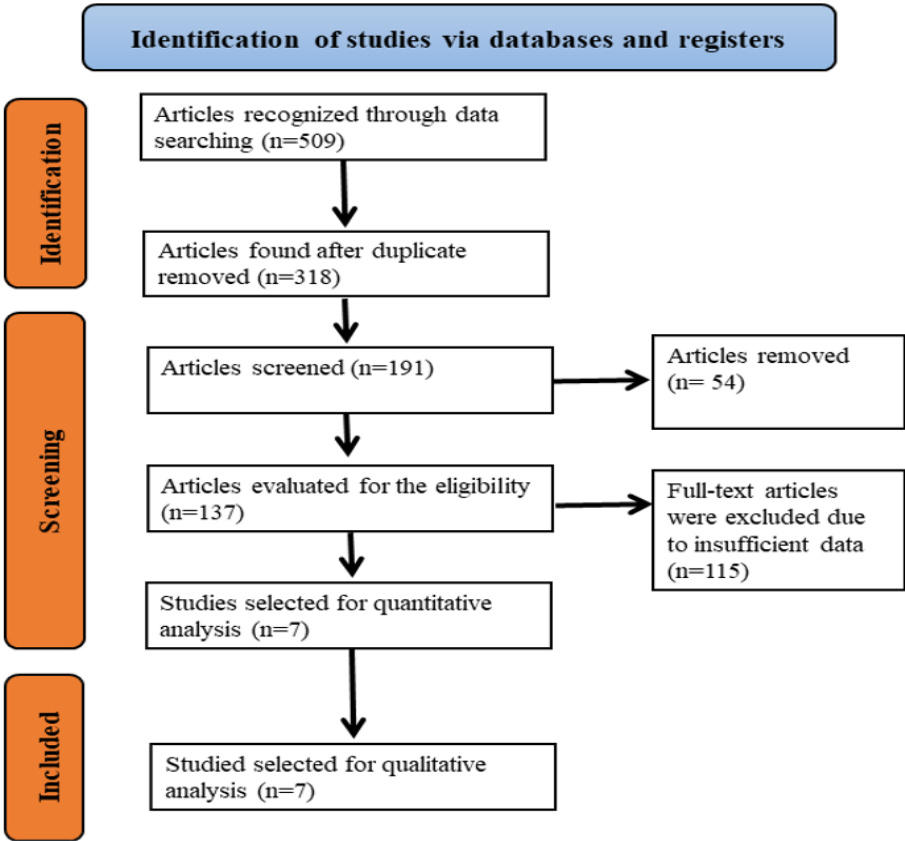 Identification of studies via databases and registers
Identification
Articles recognized through data
searching (n=509)
Articles found after duplicate
removed (n=318)
Screening
Articles screened (n=191)
Articles removed
(n= 54)
Articles evaluated for the eligibility
(n=137)
Full-text articles
were excluded due
to insufficient data
(n=115)
Studies selected for quantitative
analysis (n=7)
Included
Studied selected for qualitative
analysis (n=7)